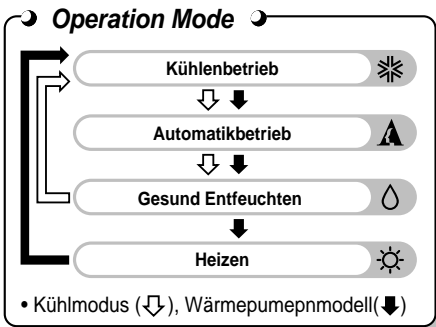 Operation Mode
Kühlenbetrieb
Automatikbetrieb
Gesund Entfeuchten
Heizen
• Kühlmodus (⇩), Wärmepumepnmodell(⬇)